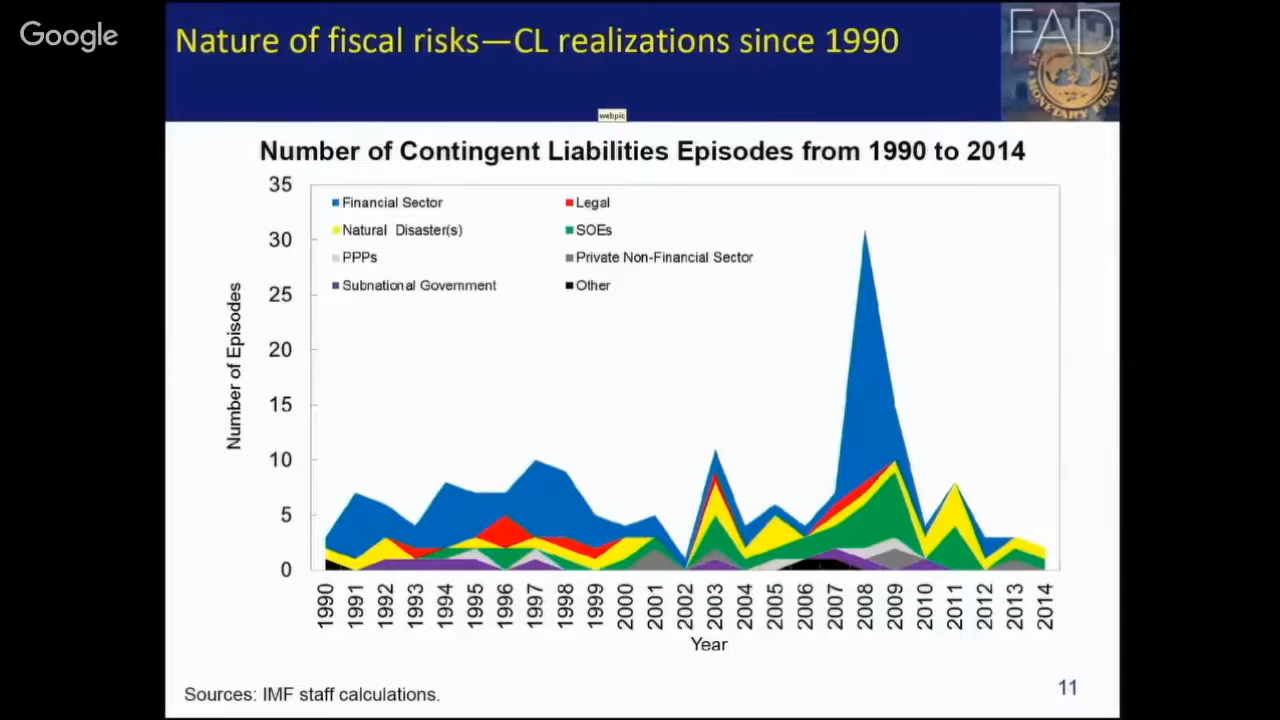 Google
Nature of fiscal risks—CL realizations since 1990
FAD
MONETARY FUND
webpic
Number of Contingent Liabilities Episodes from 1990 to 2014
35
30
25
20
15
10
5
0
Number of Episodes
Financial Sector
Legal
Natural Disaster(s)
SOEs
PPPs
Private Non-Financial Sector
Subnational Government
Other
1990 1991 1992 1993 1994 1995 1996 1997 1998 1999 2000 2001 2002 2003 2004 2005 2006 2007 2008 2009 2010 2011 2012 2013 2014
Year
Sources: IMF staff calculations.
11